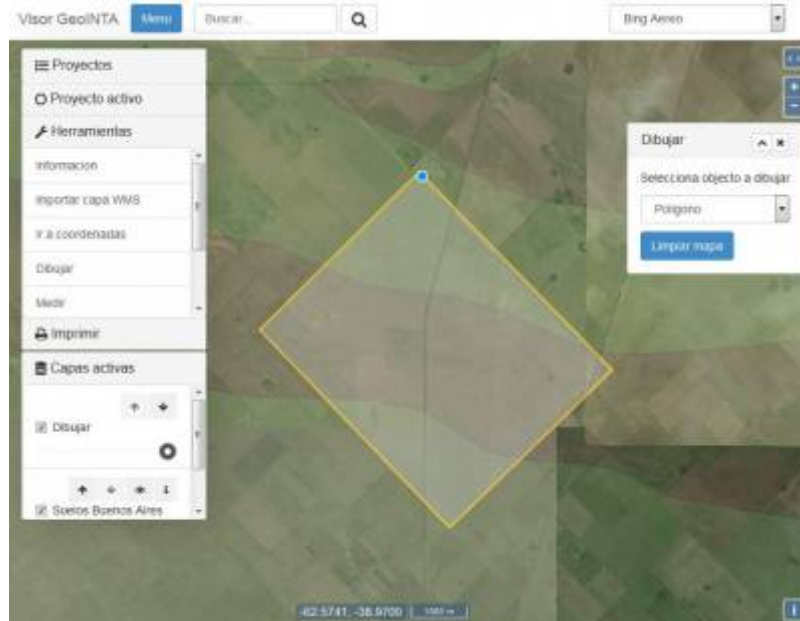 Visor GeoINTA Menu Buscar... Bing Aereo
Proyectos
Proyecto activo
Herramientas
Informacion
Importar capa WMS
Ir a coordenadas
Dibujar
Medir
Imprimir
Capas activas
Dibujar
Suelos Buenos Aires
Dibujar
Selecciona objecto a dibujar
Poligono
Limpiar mapa
-62.5741, -38.9700